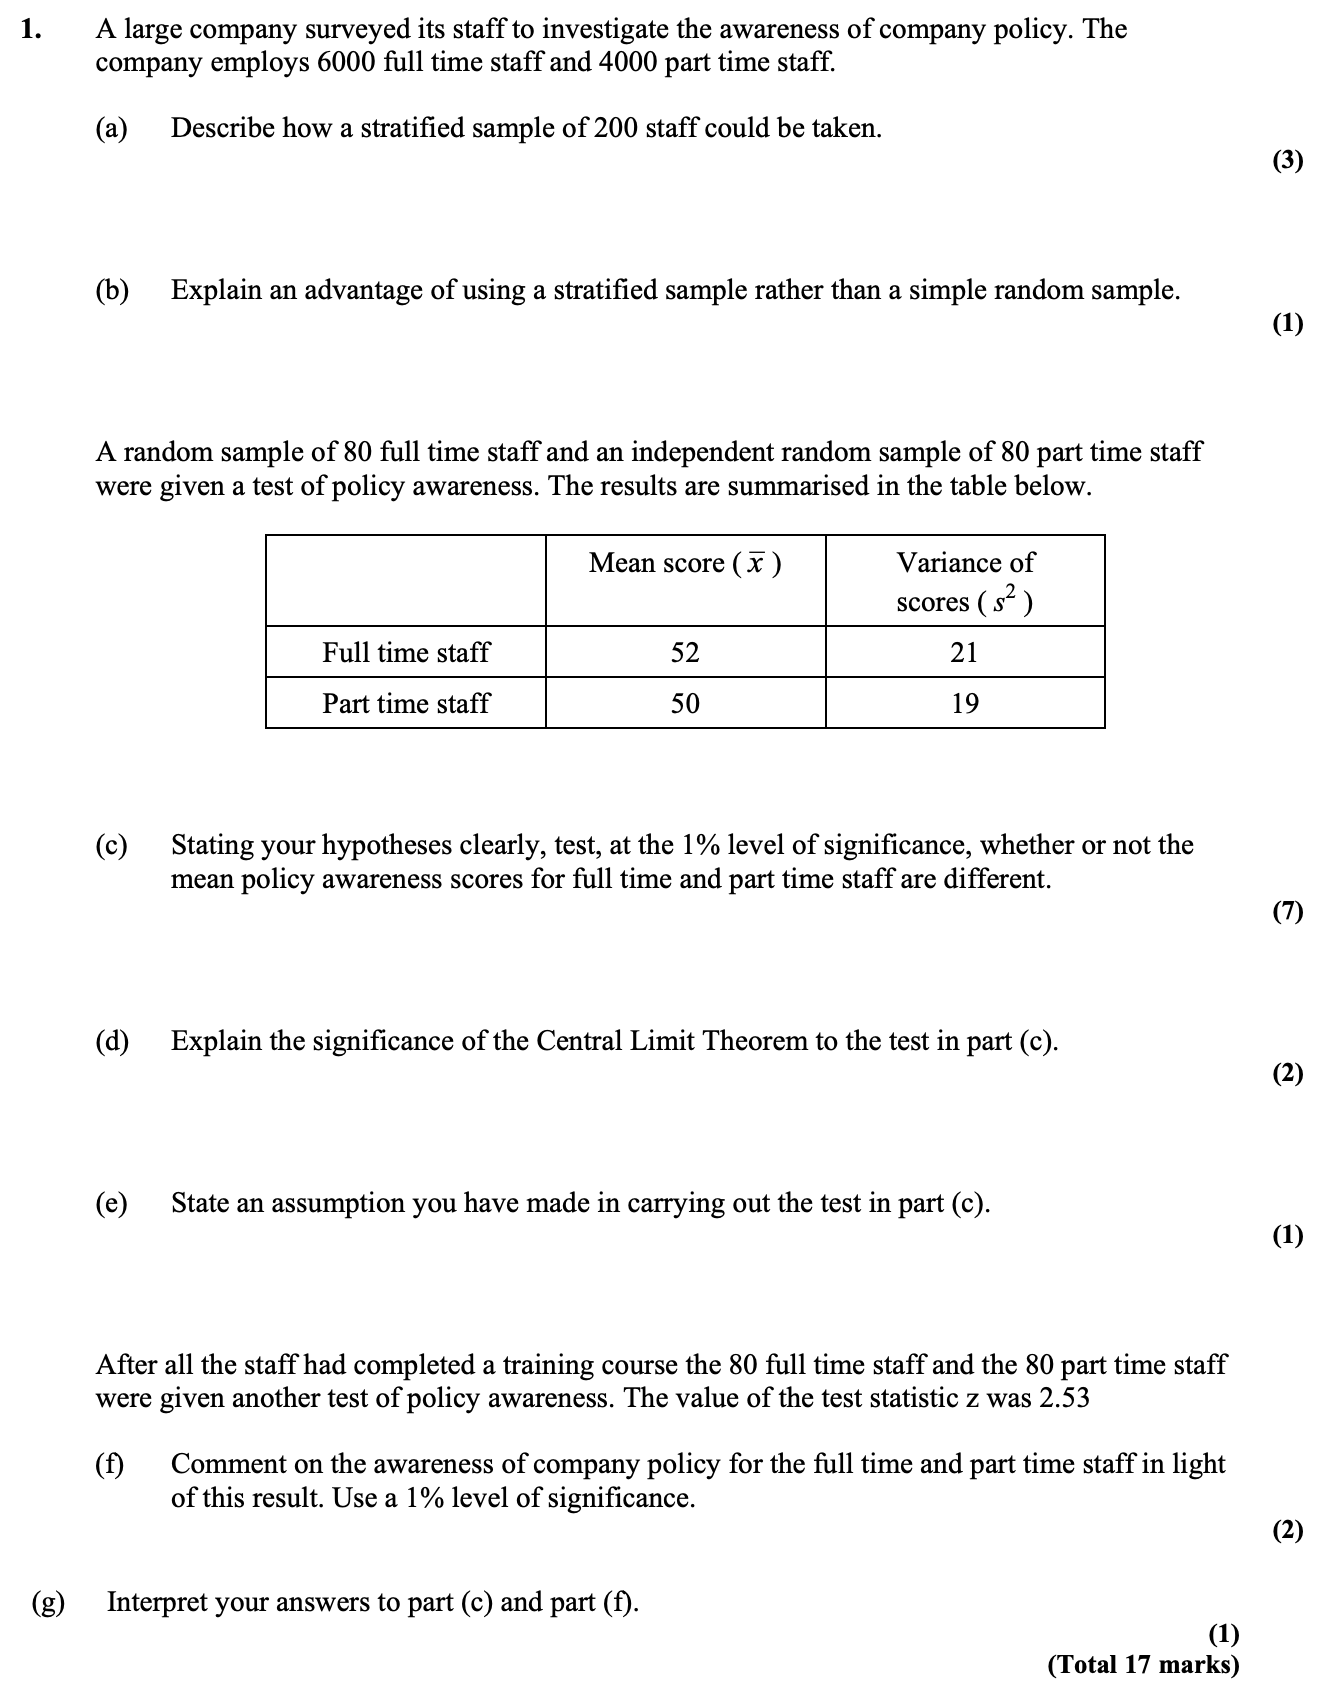 1. A large company surveyed its staff to investigate the awareness of company policy. The
company employs 6000 full time staff and 4000 part time staff.
(a) Describe how a stratified sample of 200 staff could be taken.
(3)
(b) Explain an advantage of using a stratified sample rather than a simple random sample.
(1)
A random sample of 80 full time staff and an independent random sample of 80 part time staff
were given a test of policy awareness. The results are summarised in the table below.
Mean score ( x̅ ) Variance of
scores ( s² )
Full time staff 52 21
Part time staff 50 19
(c) Stating your hypotheses clearly, test, at the 1% level of significance, whether or not the
mean policy awareness scores for full time and part time staff are different.
(7)
(d) Explain the significance of the Central Limit Theorem to the test in part (c).
(2)
(e) State an assumption you have made in carrying out the test in part (c).
(1)
After all the staff had completed a training course the 80 full time staff and the 80 part time staff
were given another test of policy awareness. The value of the test statistic z was 2.53
(f) Comment on the awareness of company policy for the full time and part time staff in light
of this result. Use a 1% level of significance.
(2)
(g) Interpret your answers to part (c) and part (f).
(1)
(Total 17 marks)